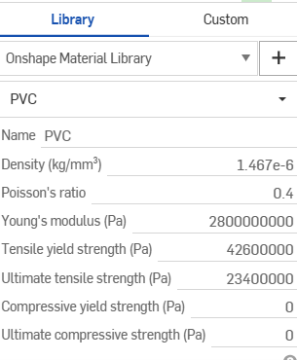 Library Custom
Onshape Material Library
PVC
Name PVC
Density (kg/mm³) 1.467e-6
Poisson's ratio 0.4
Young's modulus (Pa) 2800000000
Tensile yield strength (Pa) 42600000
Ultimate tensile strength (Pa) 23400000
Compressive yield strength (Pa) 0
Ultimate compressive strength (Pa) 0